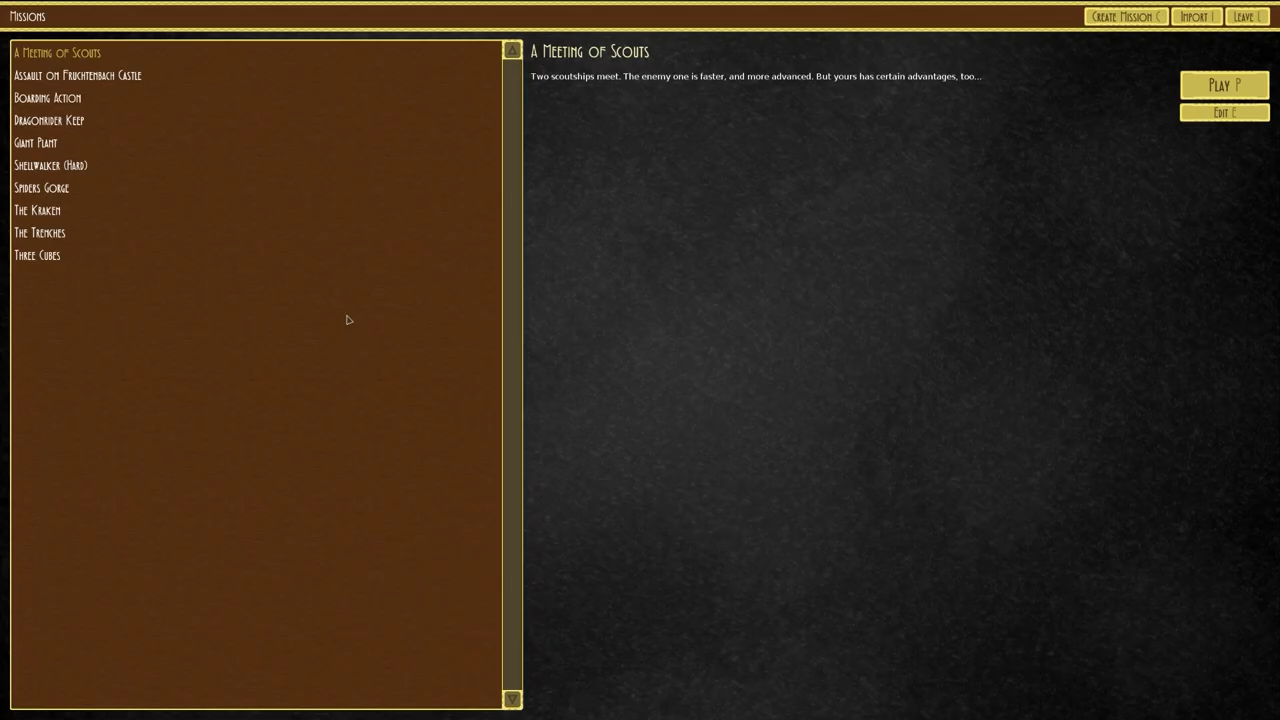 Missions
Create Mission C
Import I
Leave L
A Meeting of Scouts
Assault on Fruchtenbach Castle
Boarding Action
Dragonrider Keep
Giant Plant
Shellwalker (Hard)
Spiders Gorge
The Kraken
The Trenches
Three Cubes
A Meeting of Scouts
Two scoutships meet. The enemy one is faster, and more advanced. But yours has certain advantages, too...
Play P
Edit E